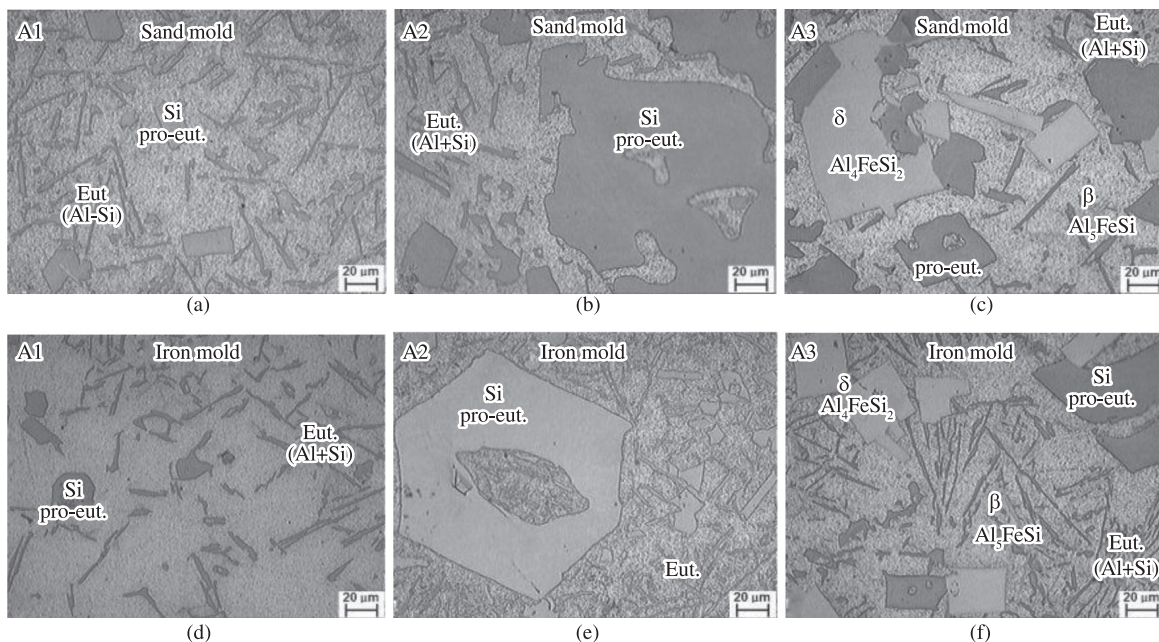 A1 Sand mold
Si
pro-eut.
Eut
(Al-Si)
20 µm
(a)
A2 Sand mold
Eut.
(Al+Si)
Si
pro-eut.
20 µm
(b)
A3 Sand mold
Eut.
(Al+Si)
δ
Al₄FeSi₂
β
Al₅FeSi
pro-eut.
20 µm
(c)
A1 Iron mold
Eut.
(Al+Si)
Si
pro-eut.
20 µm
(d)
A2 Iron mold
Si
pro-eut.
Eut.
20 µm
(e)
A3 Iron mold
δ
Al₄FeSi₂
Si
pro-eut.
β
Al₅FeSi
Eut.
(Al+Si)
20 µm
(f)